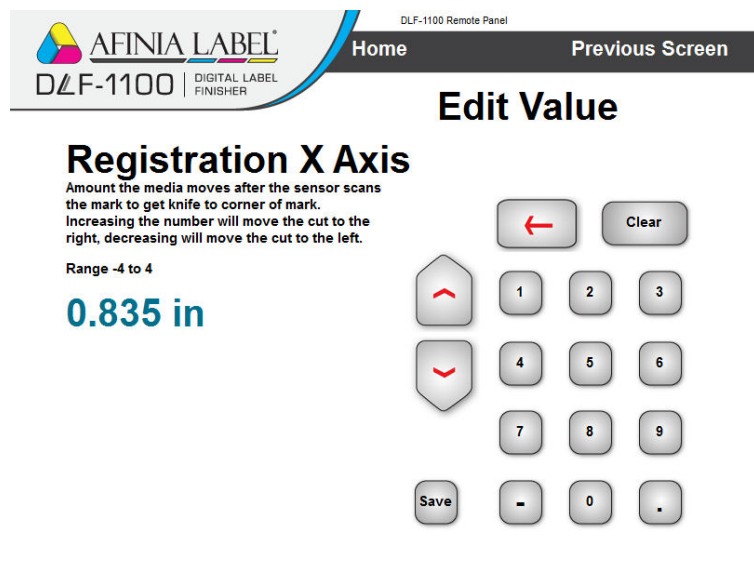 DLF-1100 Remote Panel
AFINIA LABEL
DLF-1100 DIGITAL LABEL
FINISHER
Home Previous Screen
Edit Value
Registration X Axis
Amount the media moves after the sensor scans
the mark to get knife to corner of mark.
Increasing the number will move the cut to the
right, decreasing will move the cut to the left.
Range -4 to 4
0.835 in
Clear
1 2 3
4 5 6
7 8 9
Save - 0 .